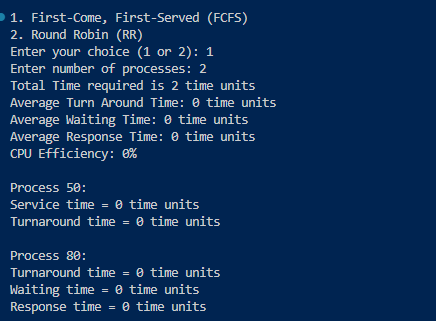 1. First-Come, First-Served (FCFS)
2. Round Robin (RR)
Enter your choice (1 or 2): 1
Enter number of processes: 2
Total Time required is 2 time units
Average Turn Around Time: 0 time units
Average Waiting Time: 0 time units
Average Response Time: 0 time units
CPU Efficiency: 0%

Process 50:
Service time = 0 time units
Turnaround time = 0 time units

Process 80:
Turnaround time = 0 time units
Waiting time = 0 time units
Response time = 0 time units